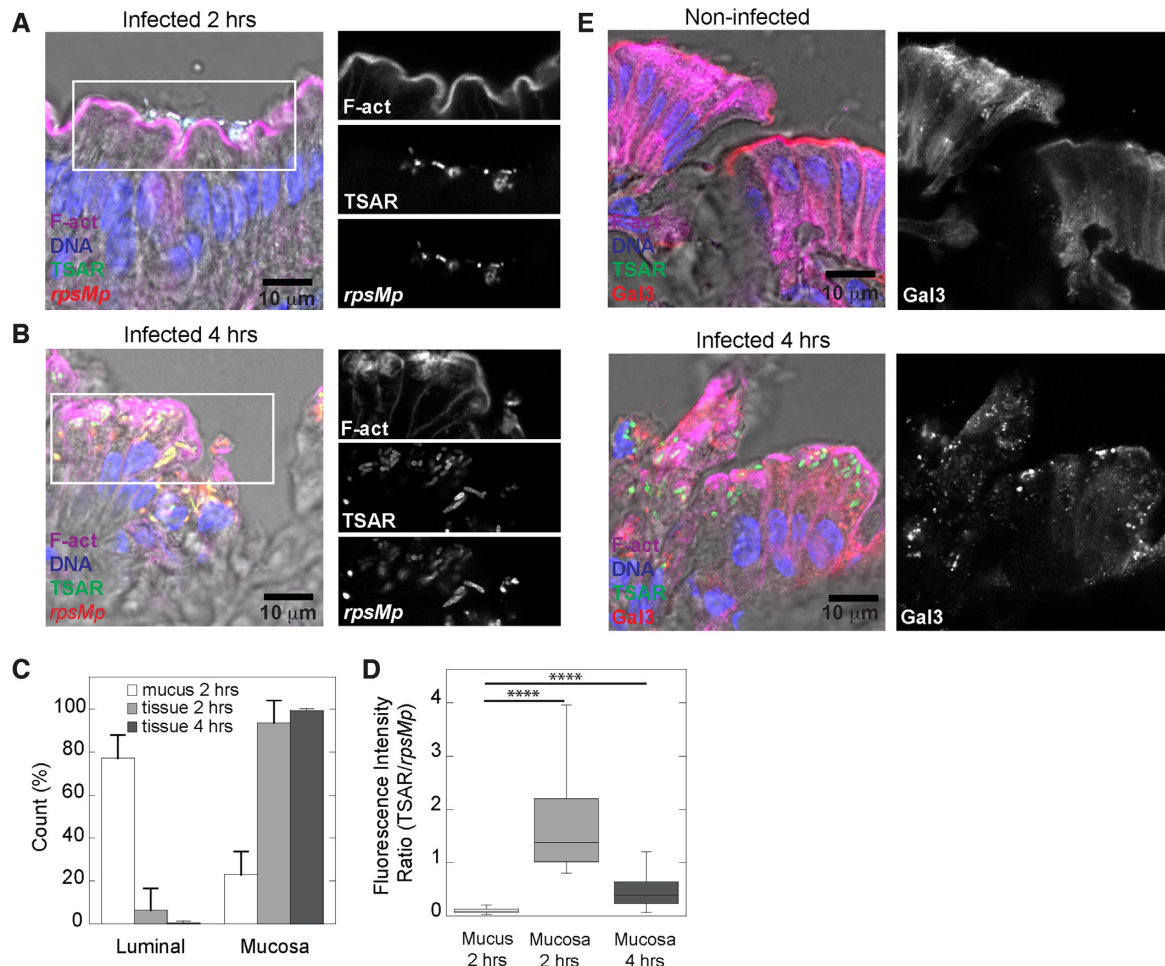 A
Infected 2 hrs
F-act
DNA
TSAR
rpsMp
10 μm
F-act
TSAR
rpsMp
B
Infected 4 hrs
F-act
DNA
TSAR
rpsMp
10 μm
F-act
TSAR
rpsMp
E
Non-infected
F-act
DNA
TSAR
Gal3
10 μm
Gal3
Infected 4 hrs
F-act
DNA
TSAR
Gal3
10 μm
Gal3
C
Count (%)
100
80
60
40
20
0
mucus 2 hrs
tissue 2 hrs
tissue 4 hrs
Luminal
Mucosa
D
Fluorescence Intensity
Ratio (TSAR/rpsMp)
4
3
2
1
0
****
****
Mucus
2 hrs
Mucosa
2 hrs
Mucosa
4 hrs